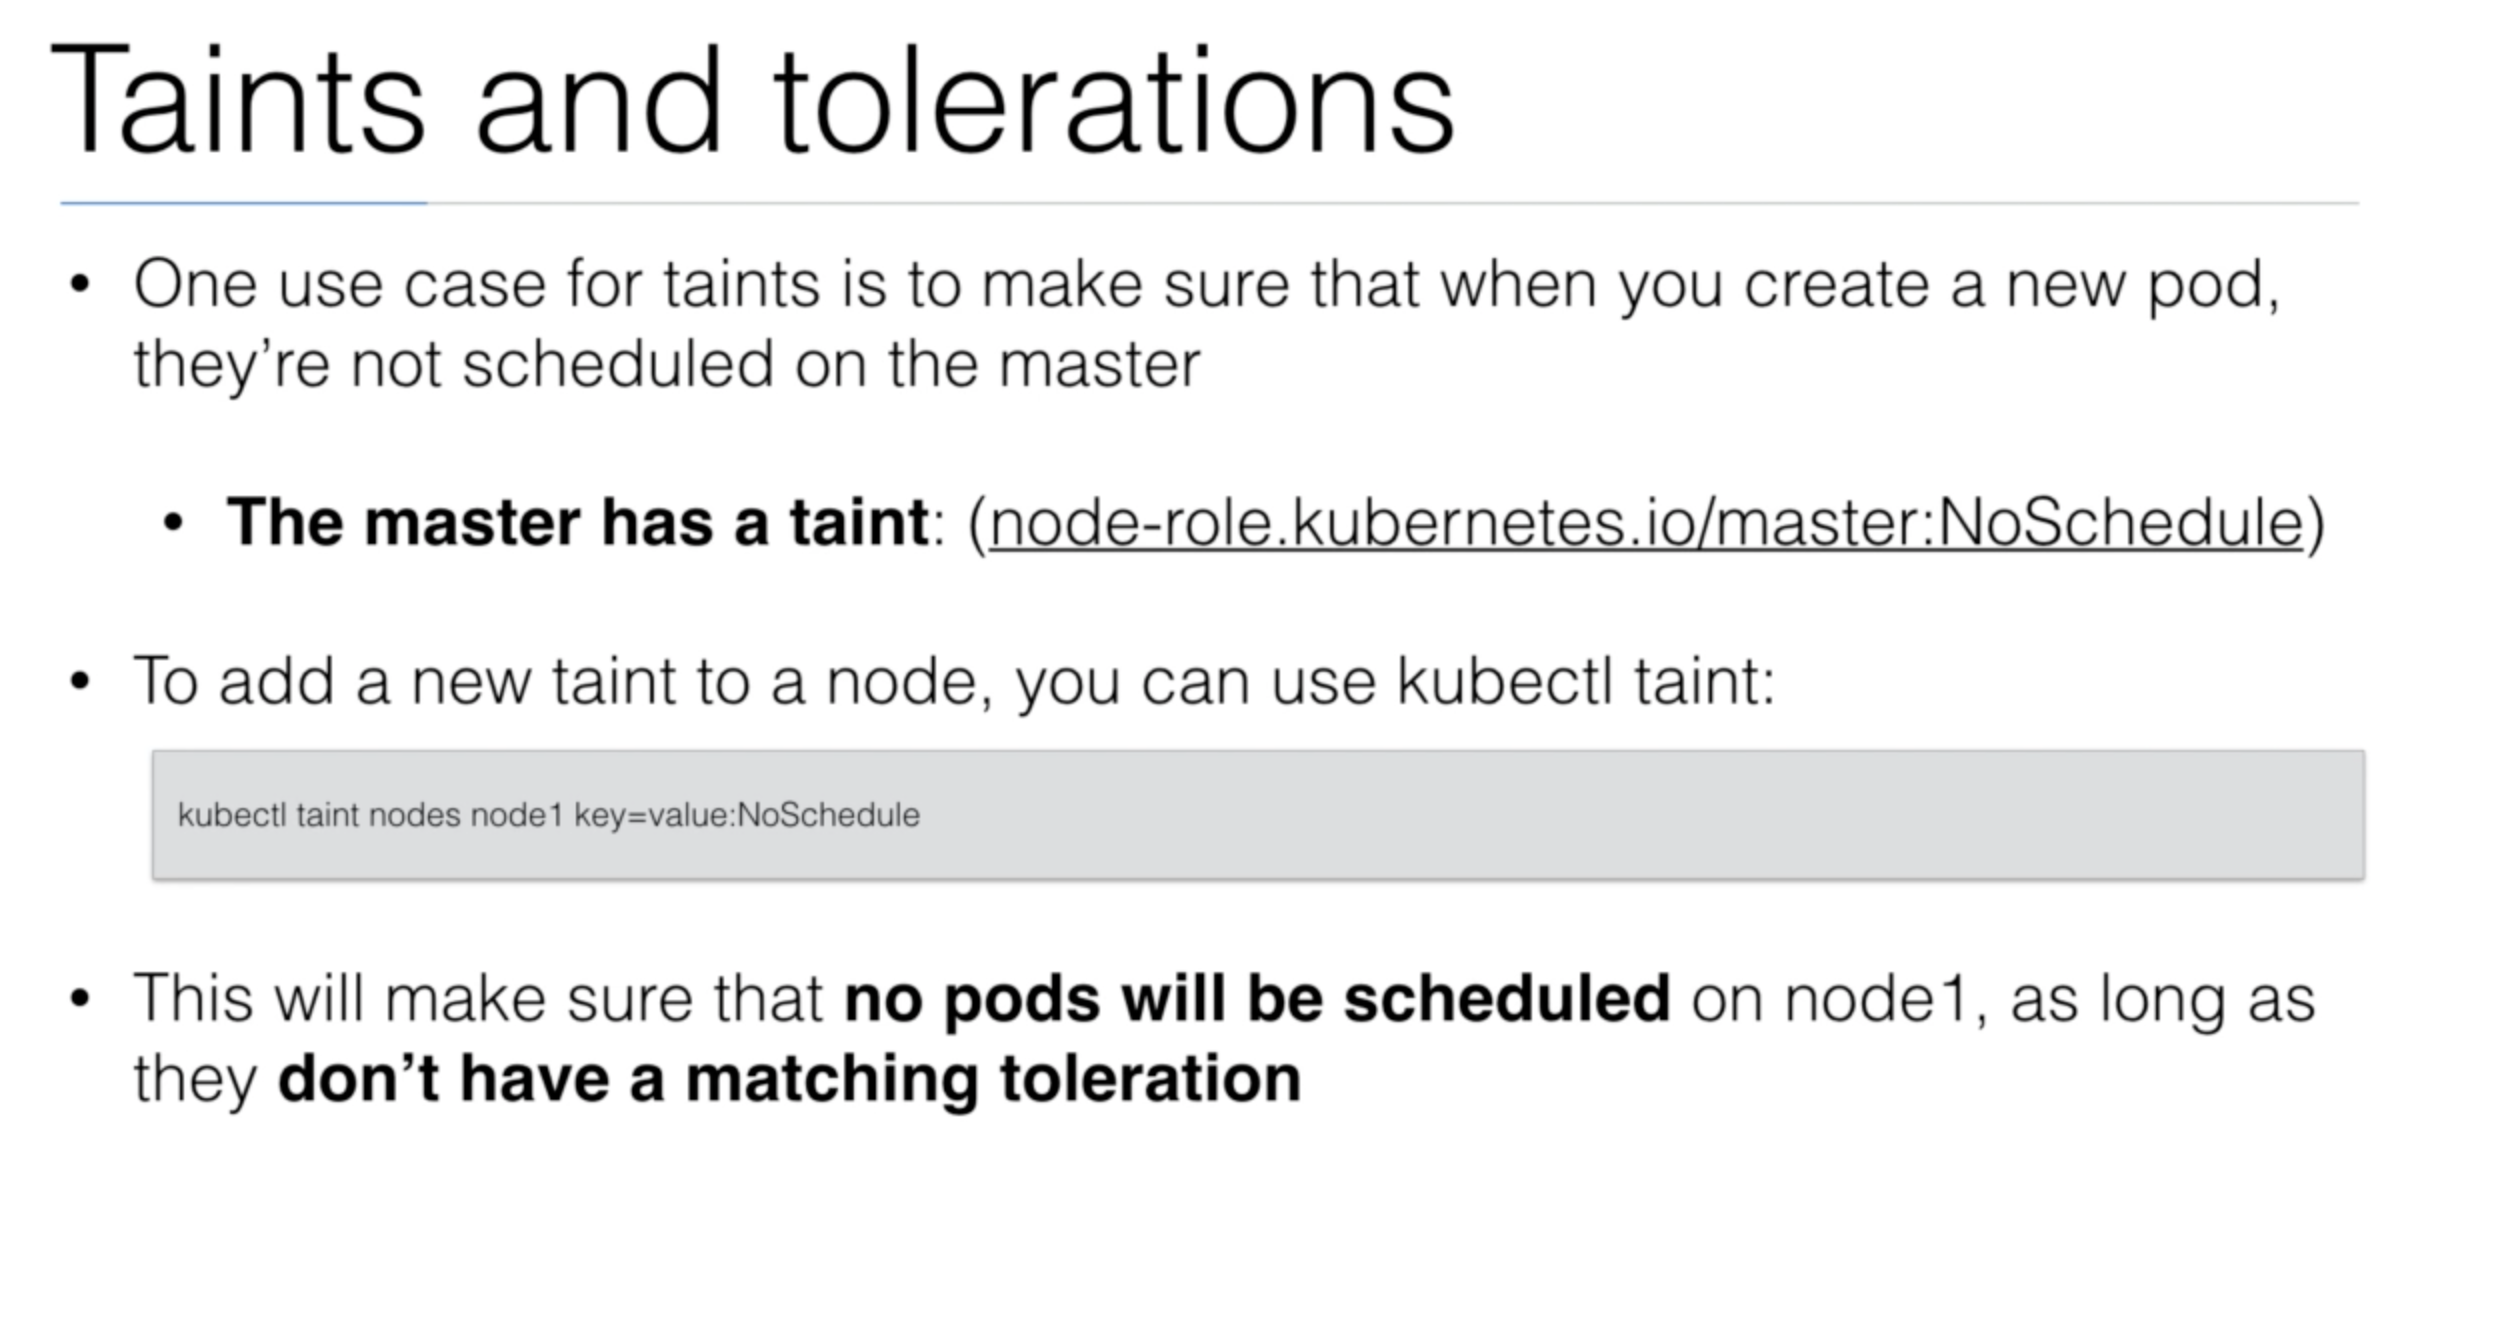 Taints and tolerations
• One use case for taints is to make sure that when you create a new pod,
they’re not scheduled on the master
• The master has a taint: (node-role.kubernetes.io/master:NoSchedule)
• To add a new taint to a node, you can use kubectl taint:
kubectl taint nodes node1 key=value:NoSchedule
• This will make sure that no pods will be scheduled on node1, as long as
they don’t have a matching toleration